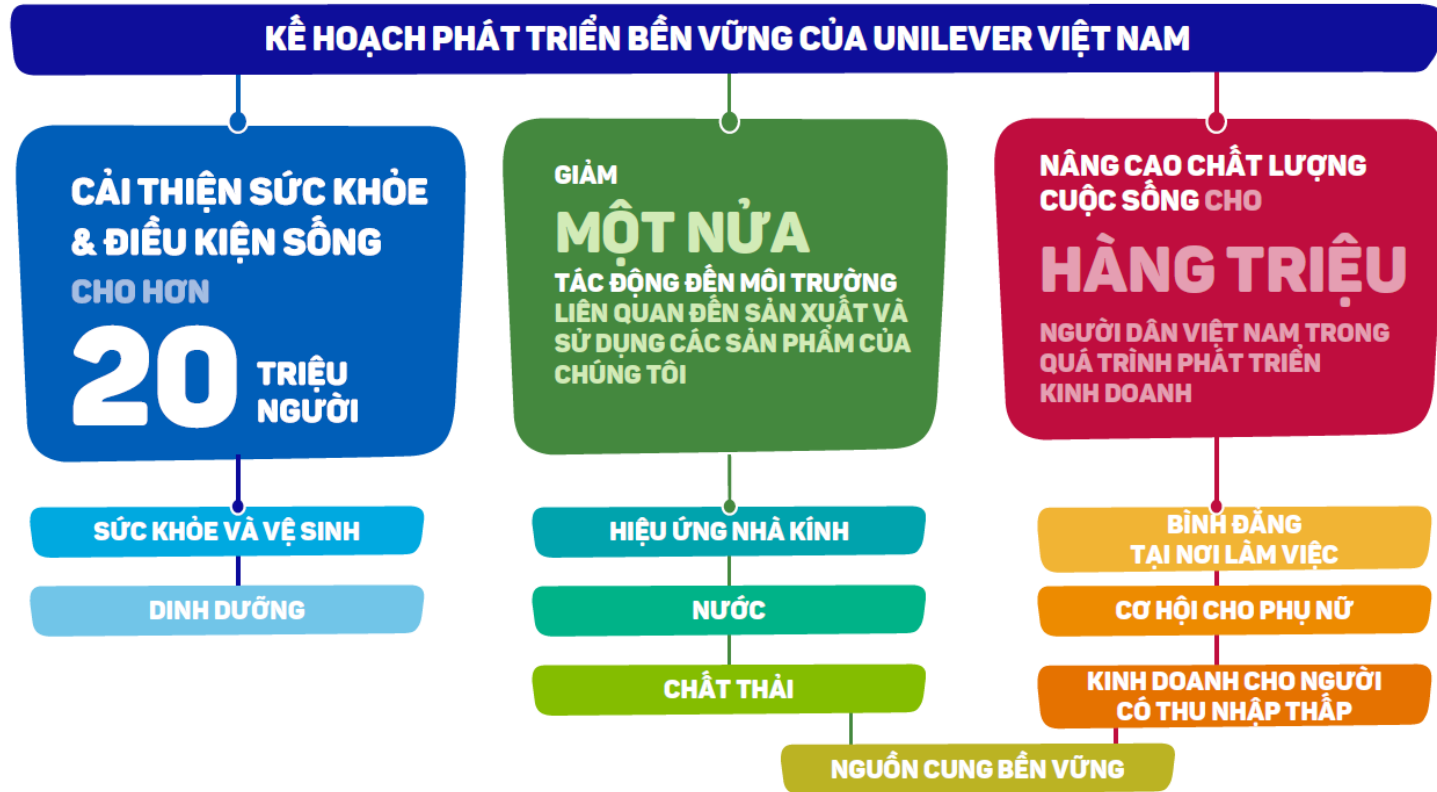 KẾ HOẠCH PHÁT TRIỂN BỀN VỮNG CỦA UNILEVER VIỆT NAM
CẢI THIỆN SỨC KHỎE
& ĐIỀU KIỆN SỐNG
CHO HƠN
20 TRIỆU
NGƯỜI
SỨC KHỎE VÀ VỆ SINH
DINH DƯỠNG
GIẢM
MỘT NỬA
TÁC ĐỘNG ĐẾN MÔI TRƯỜNG
LIÊN QUAN ĐẾN SẢN XUẤT VÀ
SỬ DỤNG CÁC SẢN PHẨM CỦA
CHÚNG TÔI
HIỆU ỨNG NHÀ KÍNH
NƯỚC
CHẤT THẢI
NÂNG CAO CHẤT LƯỢNG
CUỘC SỐNG CHO
HÀNG TRIỆU
NGƯỜI DÂN VIỆT NAM TRONG
QUÁ TRÌNH PHÁT TRIỂN
KINH DOANH
BÌNH ĐẲNG
TẠI NƠI LÀM VIỆC
CƠ HỘI CHO PHỤ NỮ
KINH DOANH CHO NGƯỜI
CÓ THU NHẬP THẤP
NGUỒN CUNG BỀN VỮNG